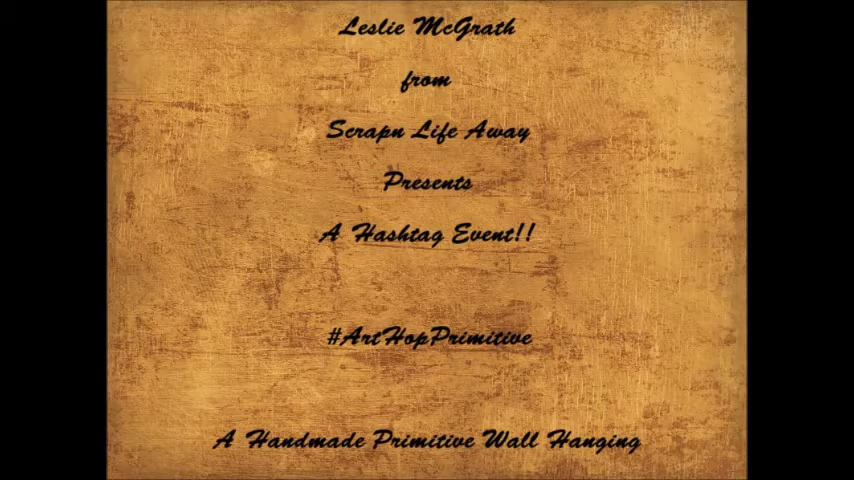 Leslie McGrath
from
Scrapn Life Away
Presents
A Hashtag Event!!
#ArtHopPrimitive
A Handmade Primitive Wall Hanging